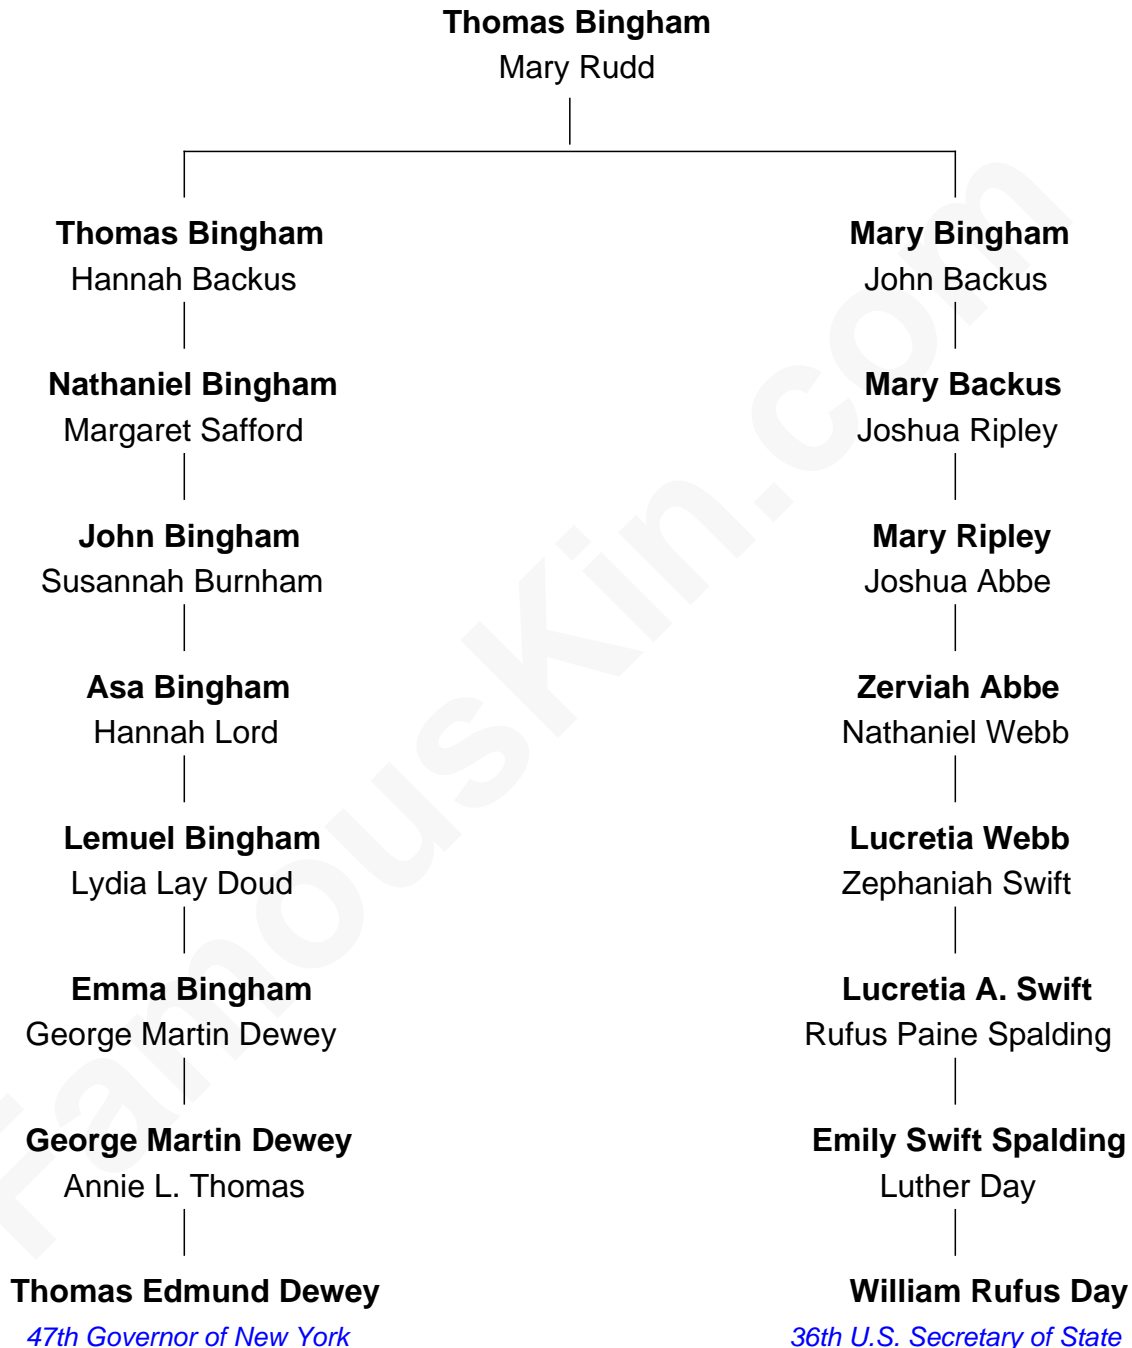 Thomas Bingham
Mary Rudd
Thomas Bingham
Hannah Backus
Nathaniel Bingham
Margaret Safford
John Bingham
Susannah Burnham
Asa Bingham
Hannah Lord
Lemuel Bingham
Lydia Lay Doud
Emma Bingham
George Martin Dewey
George Martin Dewey
Annie L. Thomas
Thomas Edmund Dewey
47th Governor of New York
Mary Bingham
John Backus
Mary Backus
Joshua Ripley
Mary Ripley
Joshua Abbe
Zerviah Abbe
Nathaniel Webb
Lucretia Webb
Zephaniah Swift
Lucretia A. Swift
Rufus Paine Spalding
Emily Swift Spalding
Luther Day
William Rufus Day
36th U.S. Secretary of State
FamousKin.com